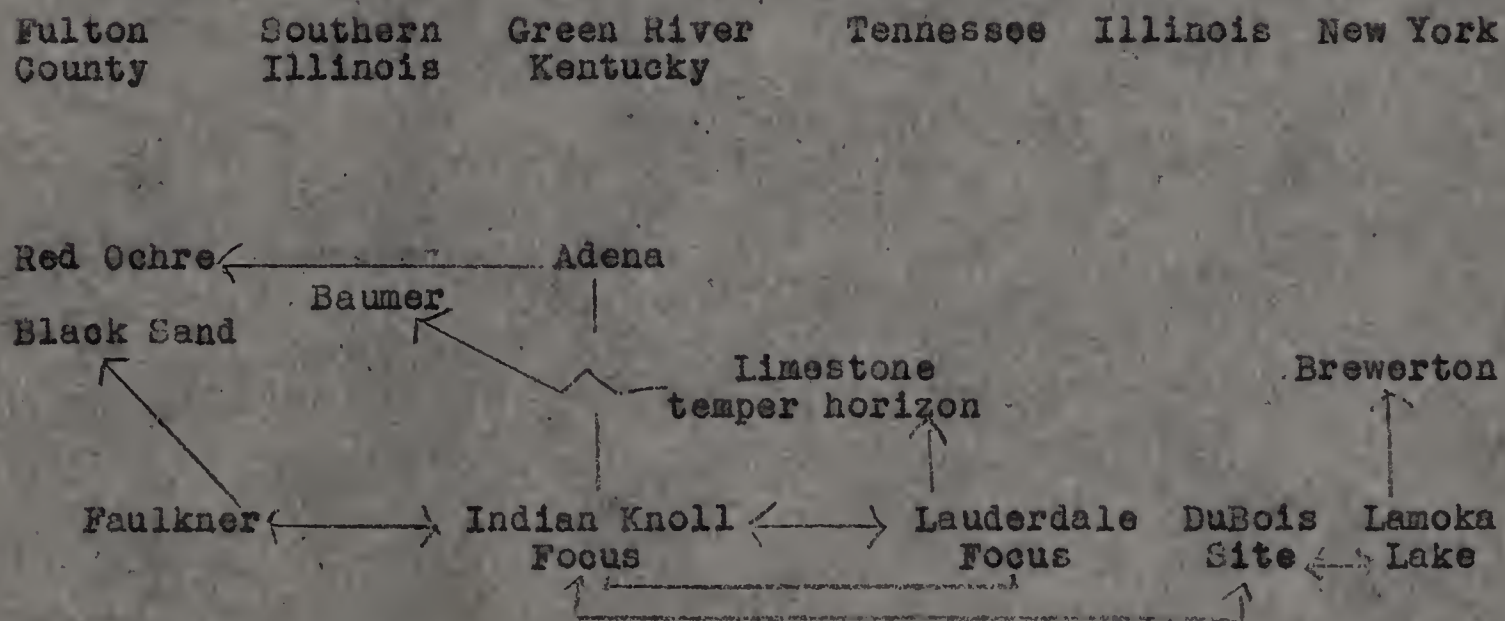 Fulton Southern Green River Tennessee Illinois New York
County Illinois Kentucky
Red Ochre Adena
Baumer
Black Sand
Limestone Brewerton
temper horizon
Faulkner Indian Knoll Lauderdale DuBois Lamoka
Focus Focus Site Lake